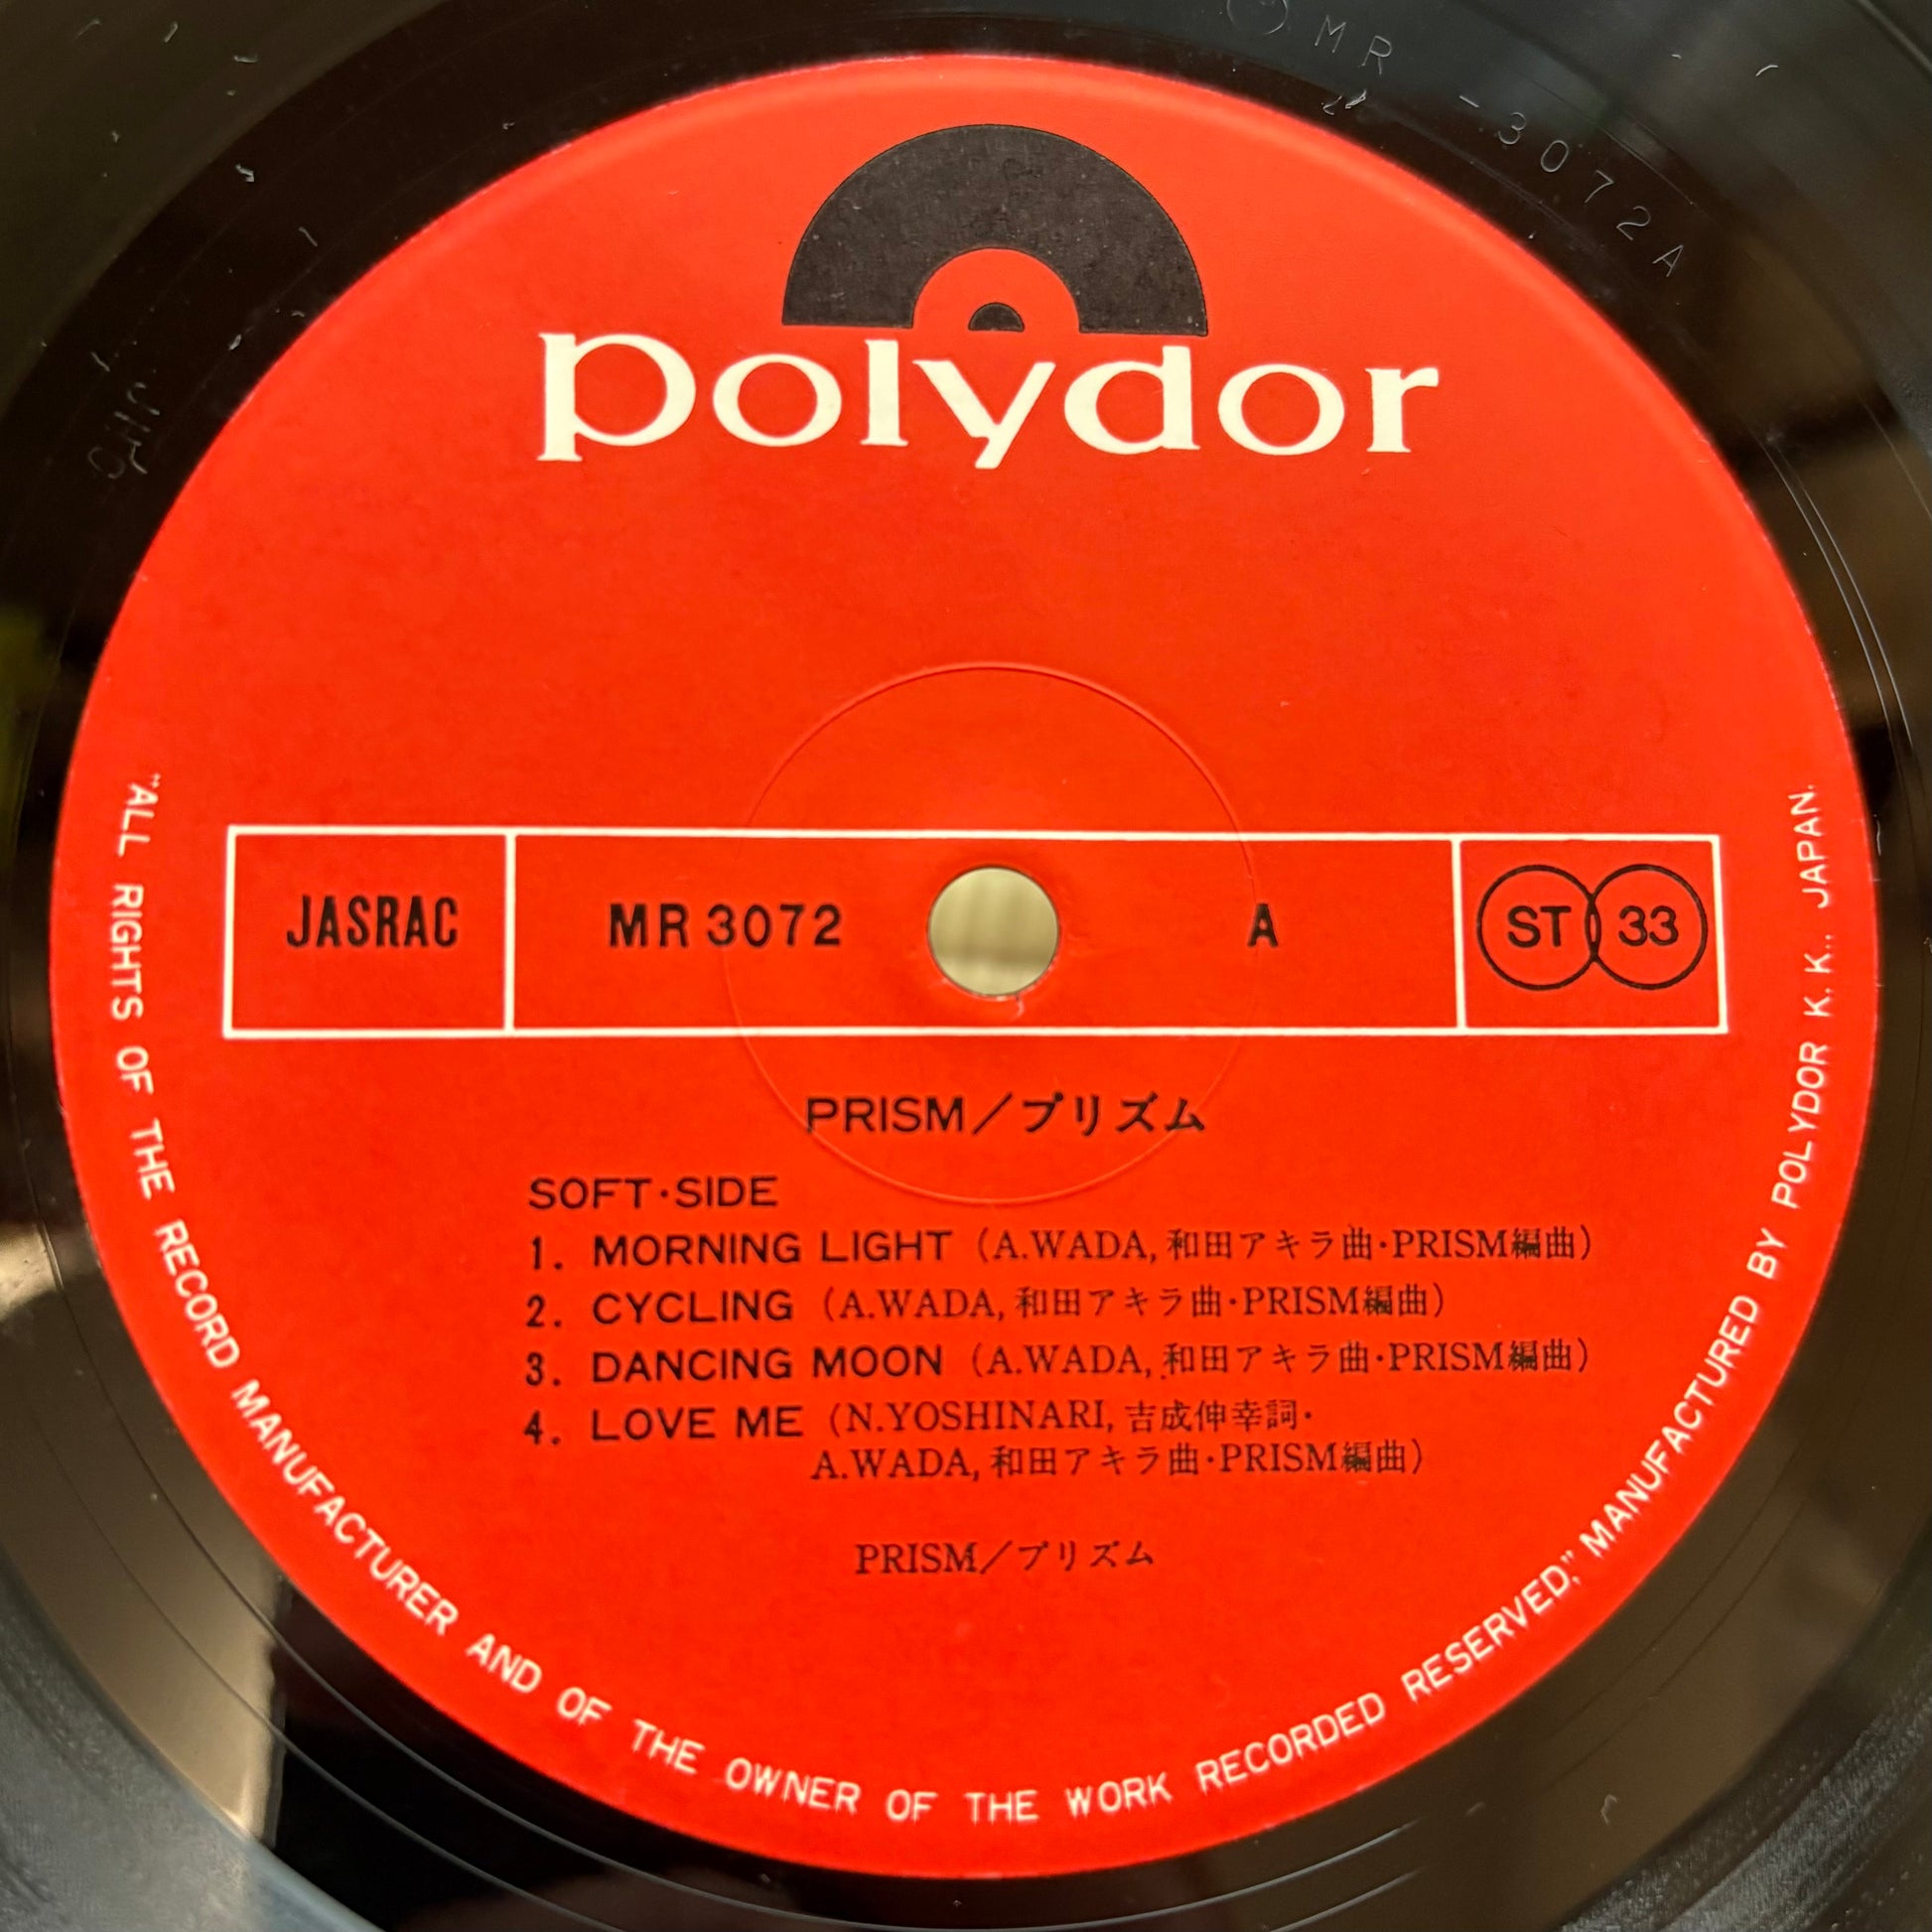 MR-3072A
polydor
JASRAC MR 3072 A ST 33
PRISM／プリズム
SOFT・SIDE
1. MORNING LIGHT (A.WADA, 和田アキラ曲・PRISM編曲)
2. CYCLING (A.WADA, 和田アキラ曲・PRISM編曲)
3. DANCING MOON (A.WADA, 和田アキラ曲・PRISM編曲)
4. LOVE ME (N.YOSHINARI, 吉成伸幸詞・
A.WADA, 和田アキラ曲・PRISM編曲)
PRISM／プリズム
"ALL RIGHTS OF THE RECORD MANUFACTURER AND OF THE OWNER OF THE WORK RECORDED RESERVED," MANUFACTURED BY POLYDOR K. K., JAPAN.